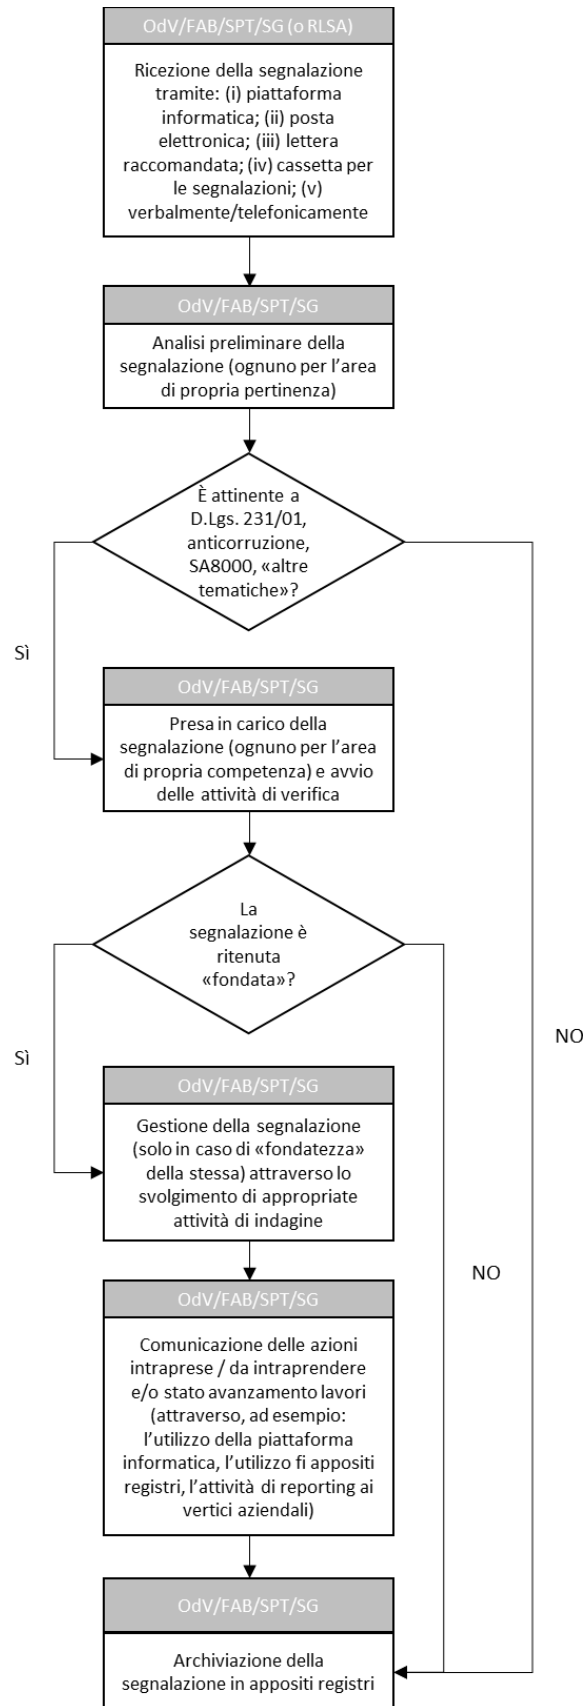 OdV/FAB/SPT/SG (o RLSA)
Ricezione della segnalazione
tramite: (i) piattaforma
informatica; (ii) posta
elettronica; (iii) lettera
raccomandata; (iv) cassetta per
le segnalazioni; (v)
verbalmente/telefonicamente
OdV/FAB/SPT/SG
Analisi preliminare della
segnalazione (ognuno per l'area
di propria pertinenza)
È attinente a
D.Lgs. 231/01,
anticorruzione,
SA8000, «altre
tematiche»?
Sì
OdV/FAB/SPT/SG
Presa in carico della
segnalazione (ognuno per l'area
di propria competenza) e avvio
delle attività di verifica
La
segnalazione è
ritenuta
«fondata»?
NO
Sì
OdV/FAB/SPT/SG
Gestione della segnalazione
(solo in caso di «fondatezza»
della stessa) attraverso lo
svolgimento di appropriate
attività di indagine
NO
OdV/FAB/SPT/SG
Comunicazione delle azioni
intraprese / da intraprendere
e/o stato avanzamento lavori
(attraverso, ad esempio:
l'utilizzo della piattaforma
informatica, l'utilizzo fi appositi
registri, l'attività di reporting ai
vertici aziendali)
OdV/FAB/SPT/SG
Archiviazione della
segnalazione in appositi registri